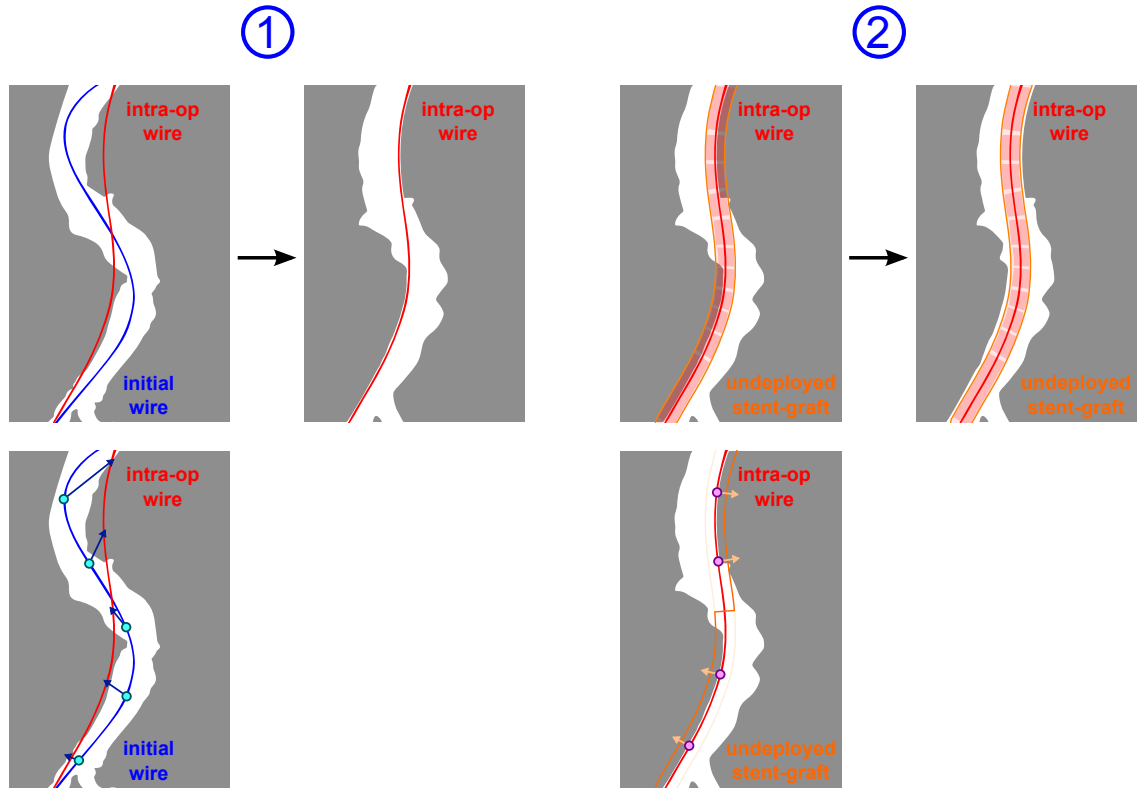 1
2
intra-op
wire
initial
wire
intra-op
wire
intra-op
wire
undeployed
stent-graft
intra-op
wire
undeployed
stent-graft
intra-op
wire
initial
wire
intra-op
wire
undeployed
stent-graft